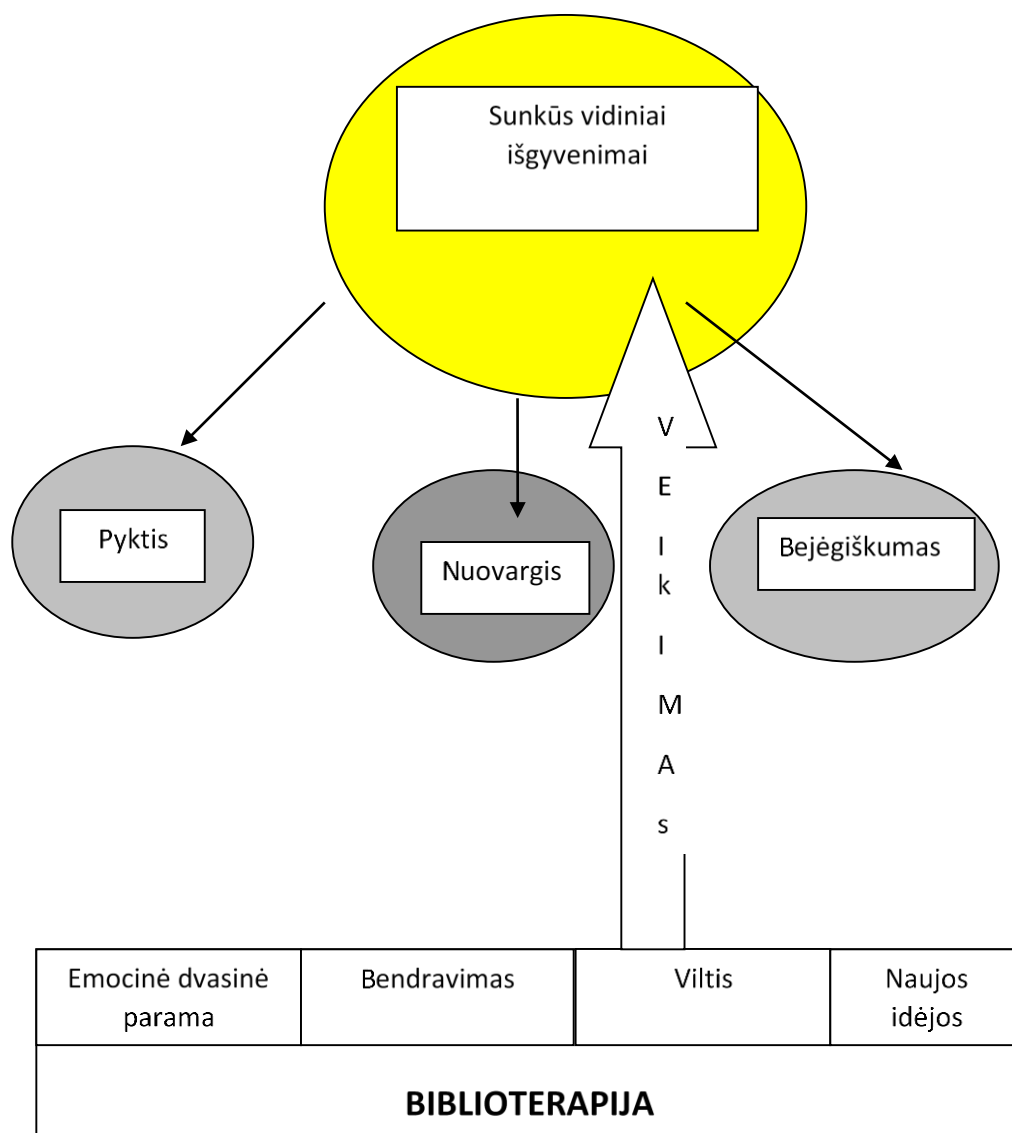 Sunkūs vidiniai
išgyvenimai
Pyktis
Nuovargis
Bejėgiškumas
V
E
I
k
I
M
A
s
Emocinė dvasinė
parama
Bendravimas
Viltis
Naujos
idėjos
BIBLIOTERAPIJA